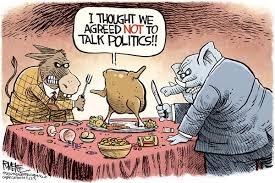 I THOUGHT WE
AGREED NOT TO
TALK POLITICS!!